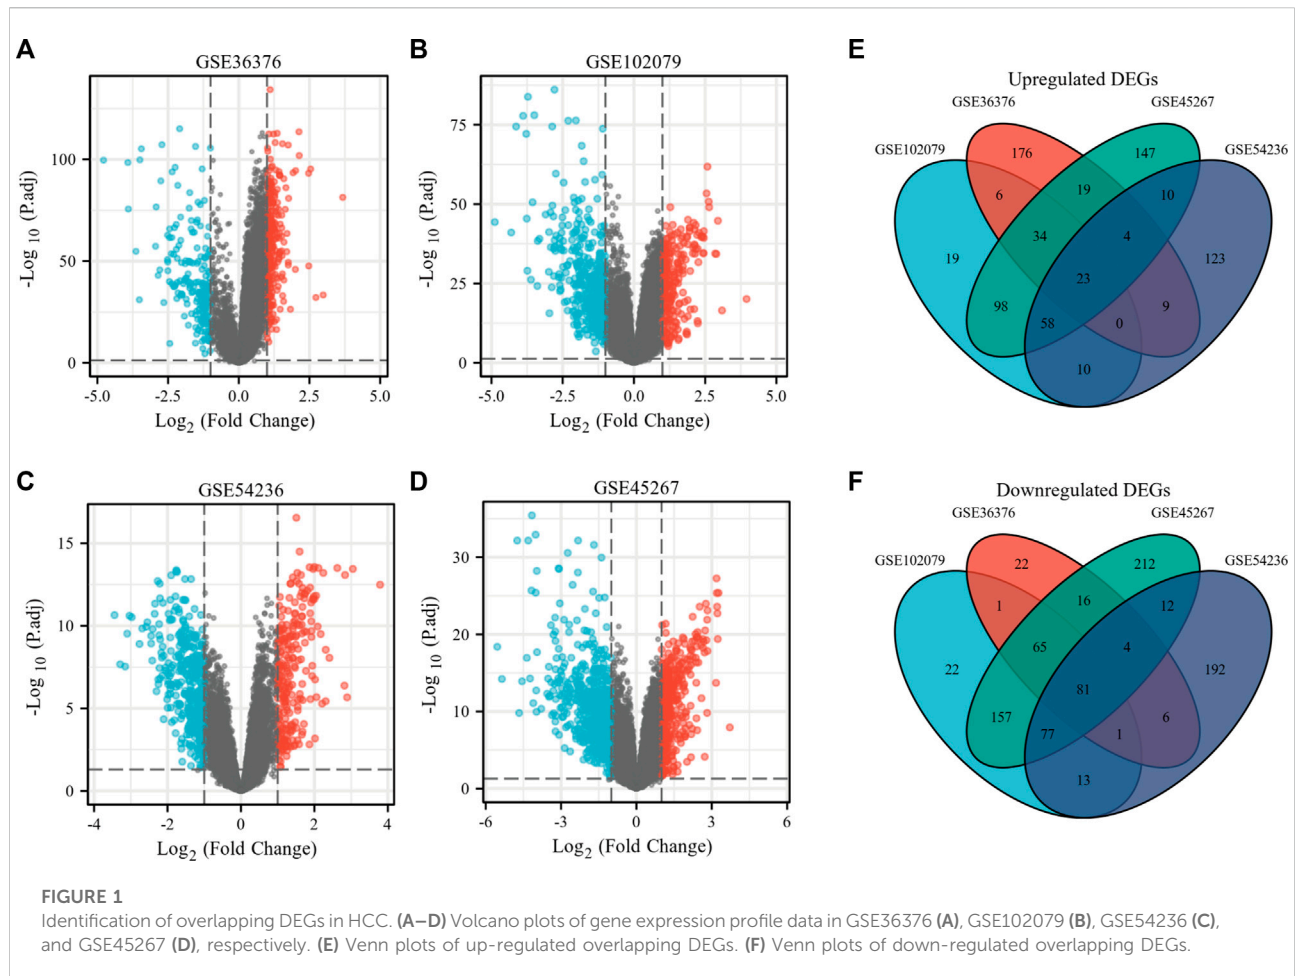 A
GSE36376
-Log 10 (P.adj)
100
50
0
-5.0
-2.5
0.0
2.5
5.0
Log2 (Fold Change)
B
GSE102079
-Log 10 (P.adj)
75
50
25
0
-5.0
-2.5
0.0
2.5
5.0
Log2 (Fold Change)
C
GSE54236
-Log 10 (P.adj)
15
10
5
0
-4
-2
0
2
4
Log2 (Fold Change)
D
GSE45267
-Log 10 (P.adj)
30
20
10
0
-6
-3
0
3
6
Log2 (Fold Change)
E
Upregulated DEGs
GSE36376
GSE45267
GSE102079
GSE54236
176
147
6
19
10
34
4
19
123
23
98
58
0
9
10
F
Downregulated DEGs
GSE36376
GSE45267
GSE102079
GSE54236
22
212
1
16
12
65
4
22
192
81
157
77
1
6
13
FIGURE 1
Identification of overlapping DEGs in HCC. (A–D) Volcano plots of gene expression profile data in GSE36376 (A), GSE102079 (B), GSE54236 (C),
and GSE45267 (D), respectively. (E) Venn plots of up-regulated overlapping DEGs. (F) Venn plots of down-regulated overlapping DEGs.